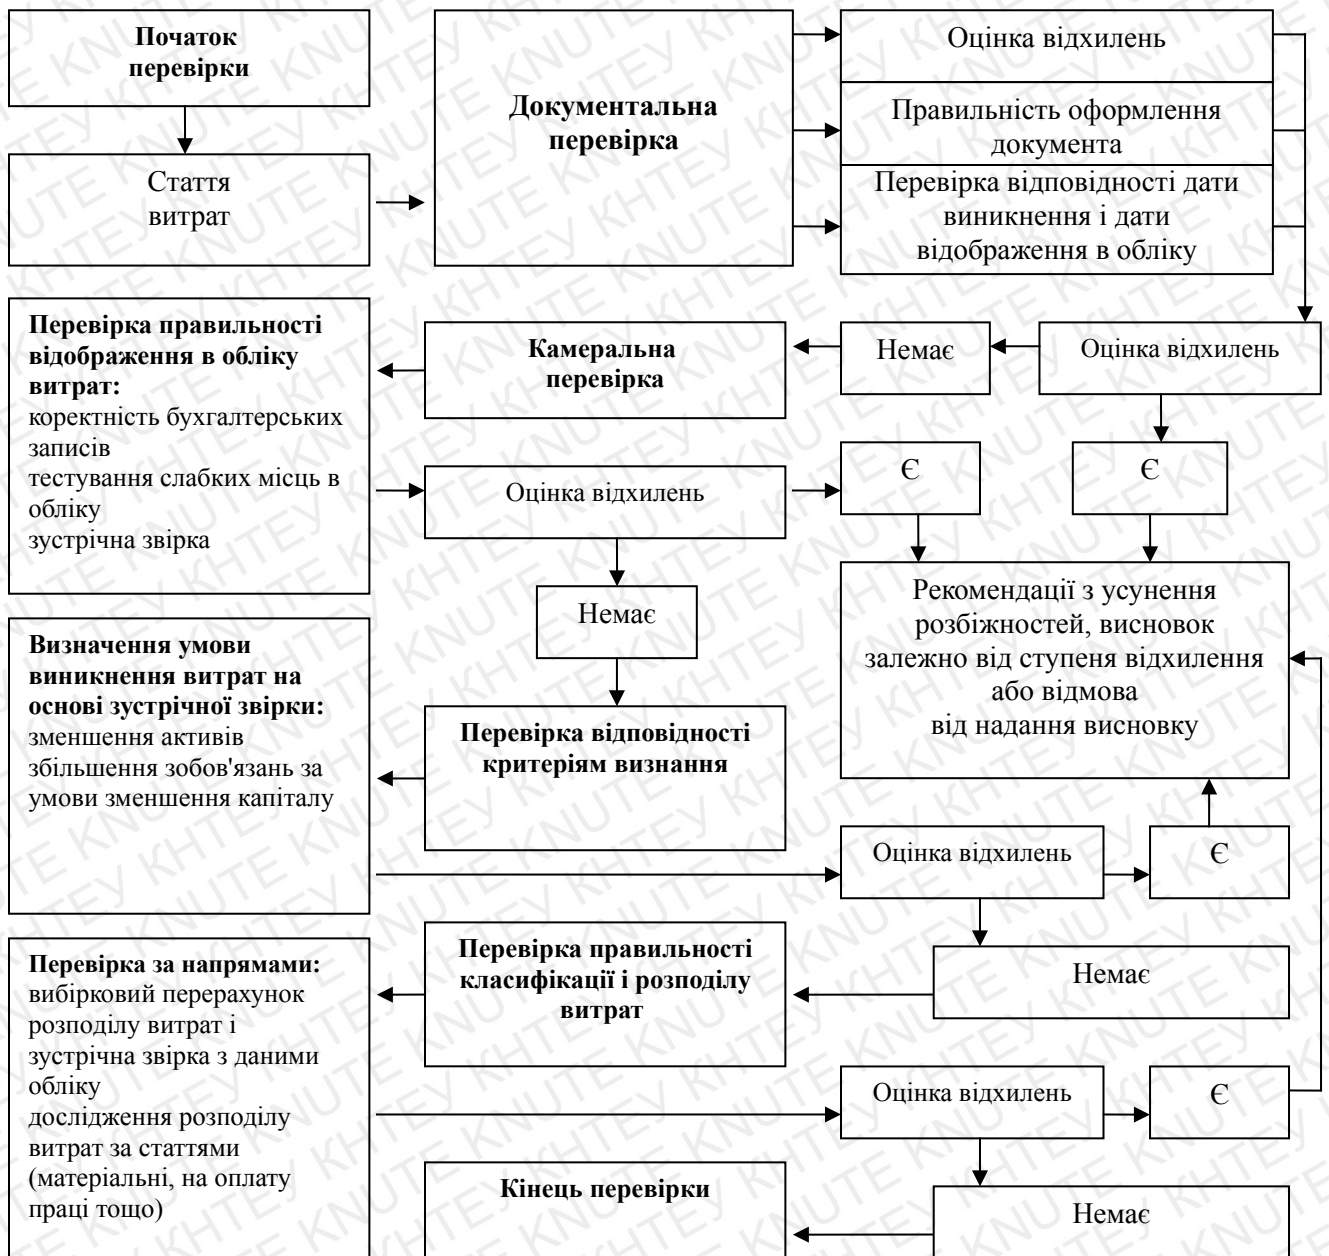 Початок
перевірки
Стаття
витрат
Документальна
перевірка
Оцінка відхилень
Правильність оформлення
документа
Перевірка відповідності дати
виникнення і дати
відображення в обліку
Оцінка відхилень
Немає
Камеральна
перевірка
Перевірка правильності
відображення в обліку
витрат:
коректність бухгалтерських
записів
тестування слабких місць в
обліку
зустрічна звірка
Оцінка відхилень
Є
Є
Немає
Рекомендації з усунення
розбіжностей, висновок
залежно від ступеня відхилення
або відмова
від надання висновку
Перевірка відповідності
критеріям визнання
Визначення умови
виникнення витрат на
основі зустрічної звірки:
зменшення активів
збільшення зобов'язань за
умови зменшення капіталу
Оцінка відхилень
Є
Немає
Перевірка правильності
класифікації і розподілу
витрат
Перевірка за напрямами:
вибірковий перерахунок
розподілу витрат і
зустрічна звірка з даними
обліку
дослідження розподілу
витрат за статтями
(матеріальні, на оплату
праці тощо)
Оцінка відхилень
Є
Немає
Кінець перевірки